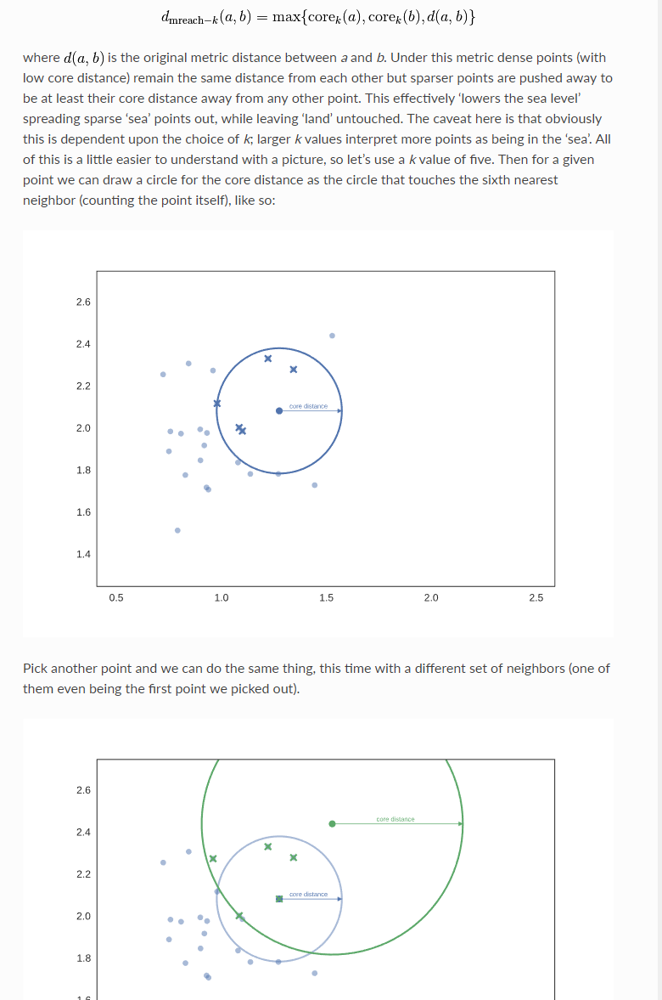 d_mreach−k(a, b) = max{core_k(a), core_k(b), d(a, b)}
where d(a, b) is the original metric distance between a and b. Under this metric dense points (with
low core distance) remain the same distance from each other but sparser points are pushed away to
be at least their core distance away from any other point. This effectively ‘lowers the sea level’
spreading sparse ‘sea’ points out, while leaving ‘land’ untouched. The caveat here is that obviously
this is dependent upon the choice of k; larger k values interpret more points as being in the ‘sea’. All
of this is a little easier to understand with a picture, so let’s use a k value of five. Then for a given
point we can draw a circle for the core distance as the circle that touches the sixth nearest
neighbor (counting the point itself), like so:
2.6
2.4
2.2
core distance
2.0
1.8
1.6
1.4
0.5 1.0 1.5 2.0 2.5
Pick another point and we can do the same thing, this time with a different set of neighbors (one of
them even being the first point we picked out).
2.6
core distance
2.4
2.2
core distance
2.0
1.8
1.6